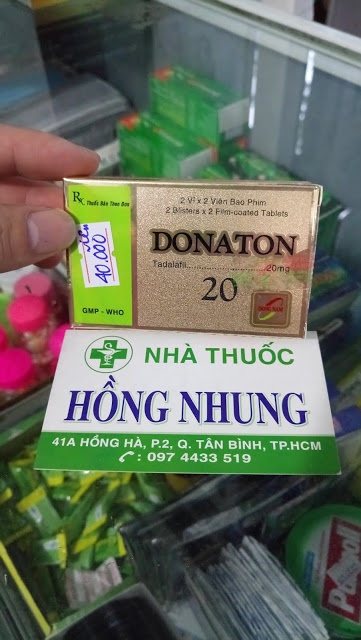 Rx Thuốc Bán Theo Đơn
2 Vỉ x 2 Viên Bao Phim
2 Blisters x 2 Film-coated Tablets
DONATON
Tadalafil 20mg
20
40.000
GMP - WHO
NHÀ THUỐC
HỒNG NHUNG
41A HỒNG HÀ, P.2, Q. TÂN BÌNH, TP.HCM
: 097 4433 519